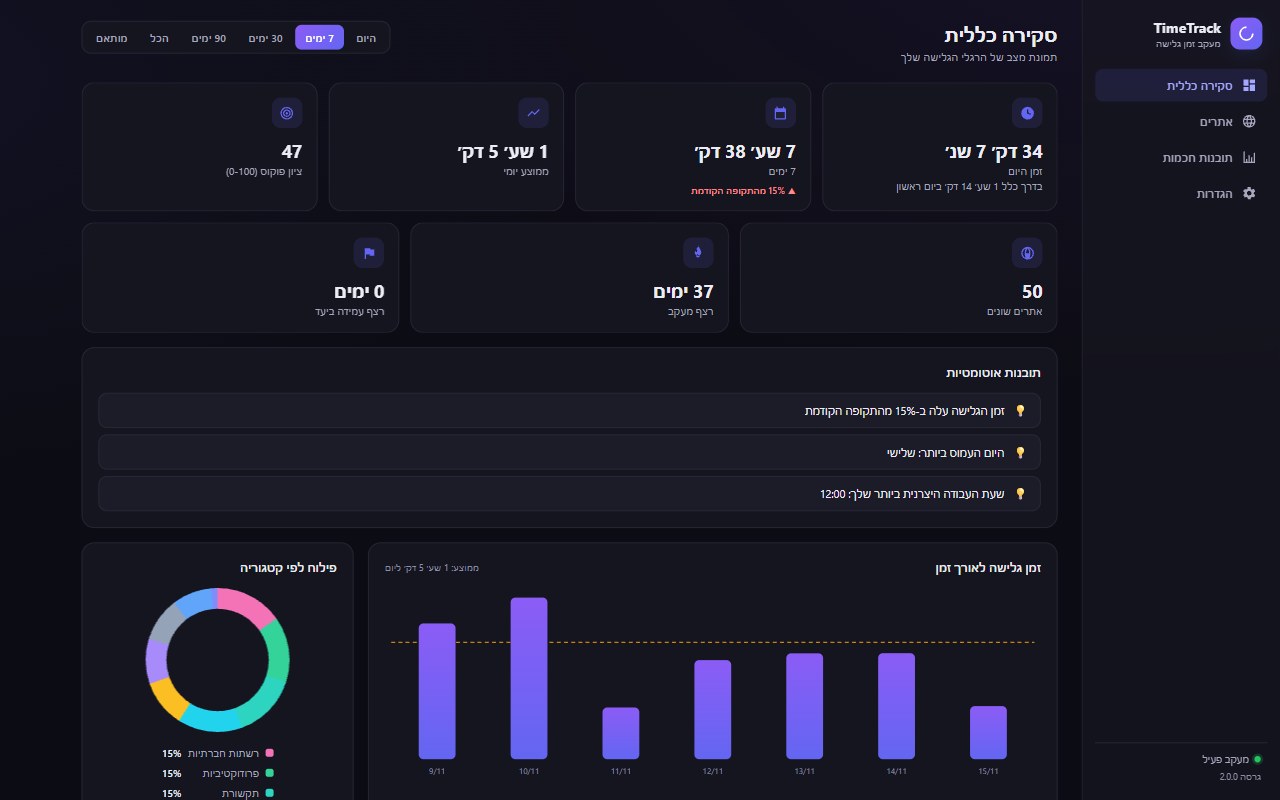 TimeTrack
מעקב זמן גלישה
סקירה כללית
אתרים
תובנות חכמות
הגדרות
מעקב פעיל
גרסה 2.0.0
סקירה כללית
תמונת מצב של הרגלי הגלישה שלך
היום
7 ימים
30 ימים
90 ימים
הכל
מותאם
34 דק׳ 7 שנ׳
זמן היום
בדרך כלל 1 שע׳ 14 דק׳ ביום ראשון
7 שע׳ 38 דק׳
7 ימים
▲ 15% מהתקופה הקודמת
1 שע׳ 5 דק׳
ממוצע יומי
47
ציון פוקוס (0-100)
50
אתרים שונים
37 ימים
רצף מעקב
0 ימים
רצף עמידה ביעד
תובנות אוטומטיות
זמן הגלישה עלה ב-15% מהתקופה הקודמת
היום העמוס ביותר: שלישי
שעת העבודה היצרנית ביותר שלך: 12:00
זמן גלישה לאורך זמן
ממוצע: 1 שע׳ 5 דק׳ ליום
9/11
10/11
11/11
12/11
13/11
14/11
15/11
פילוח לפי קטגוריה
רשתות חברתיות 15%
פרודוקטיביות 15%
תקשורת 15%